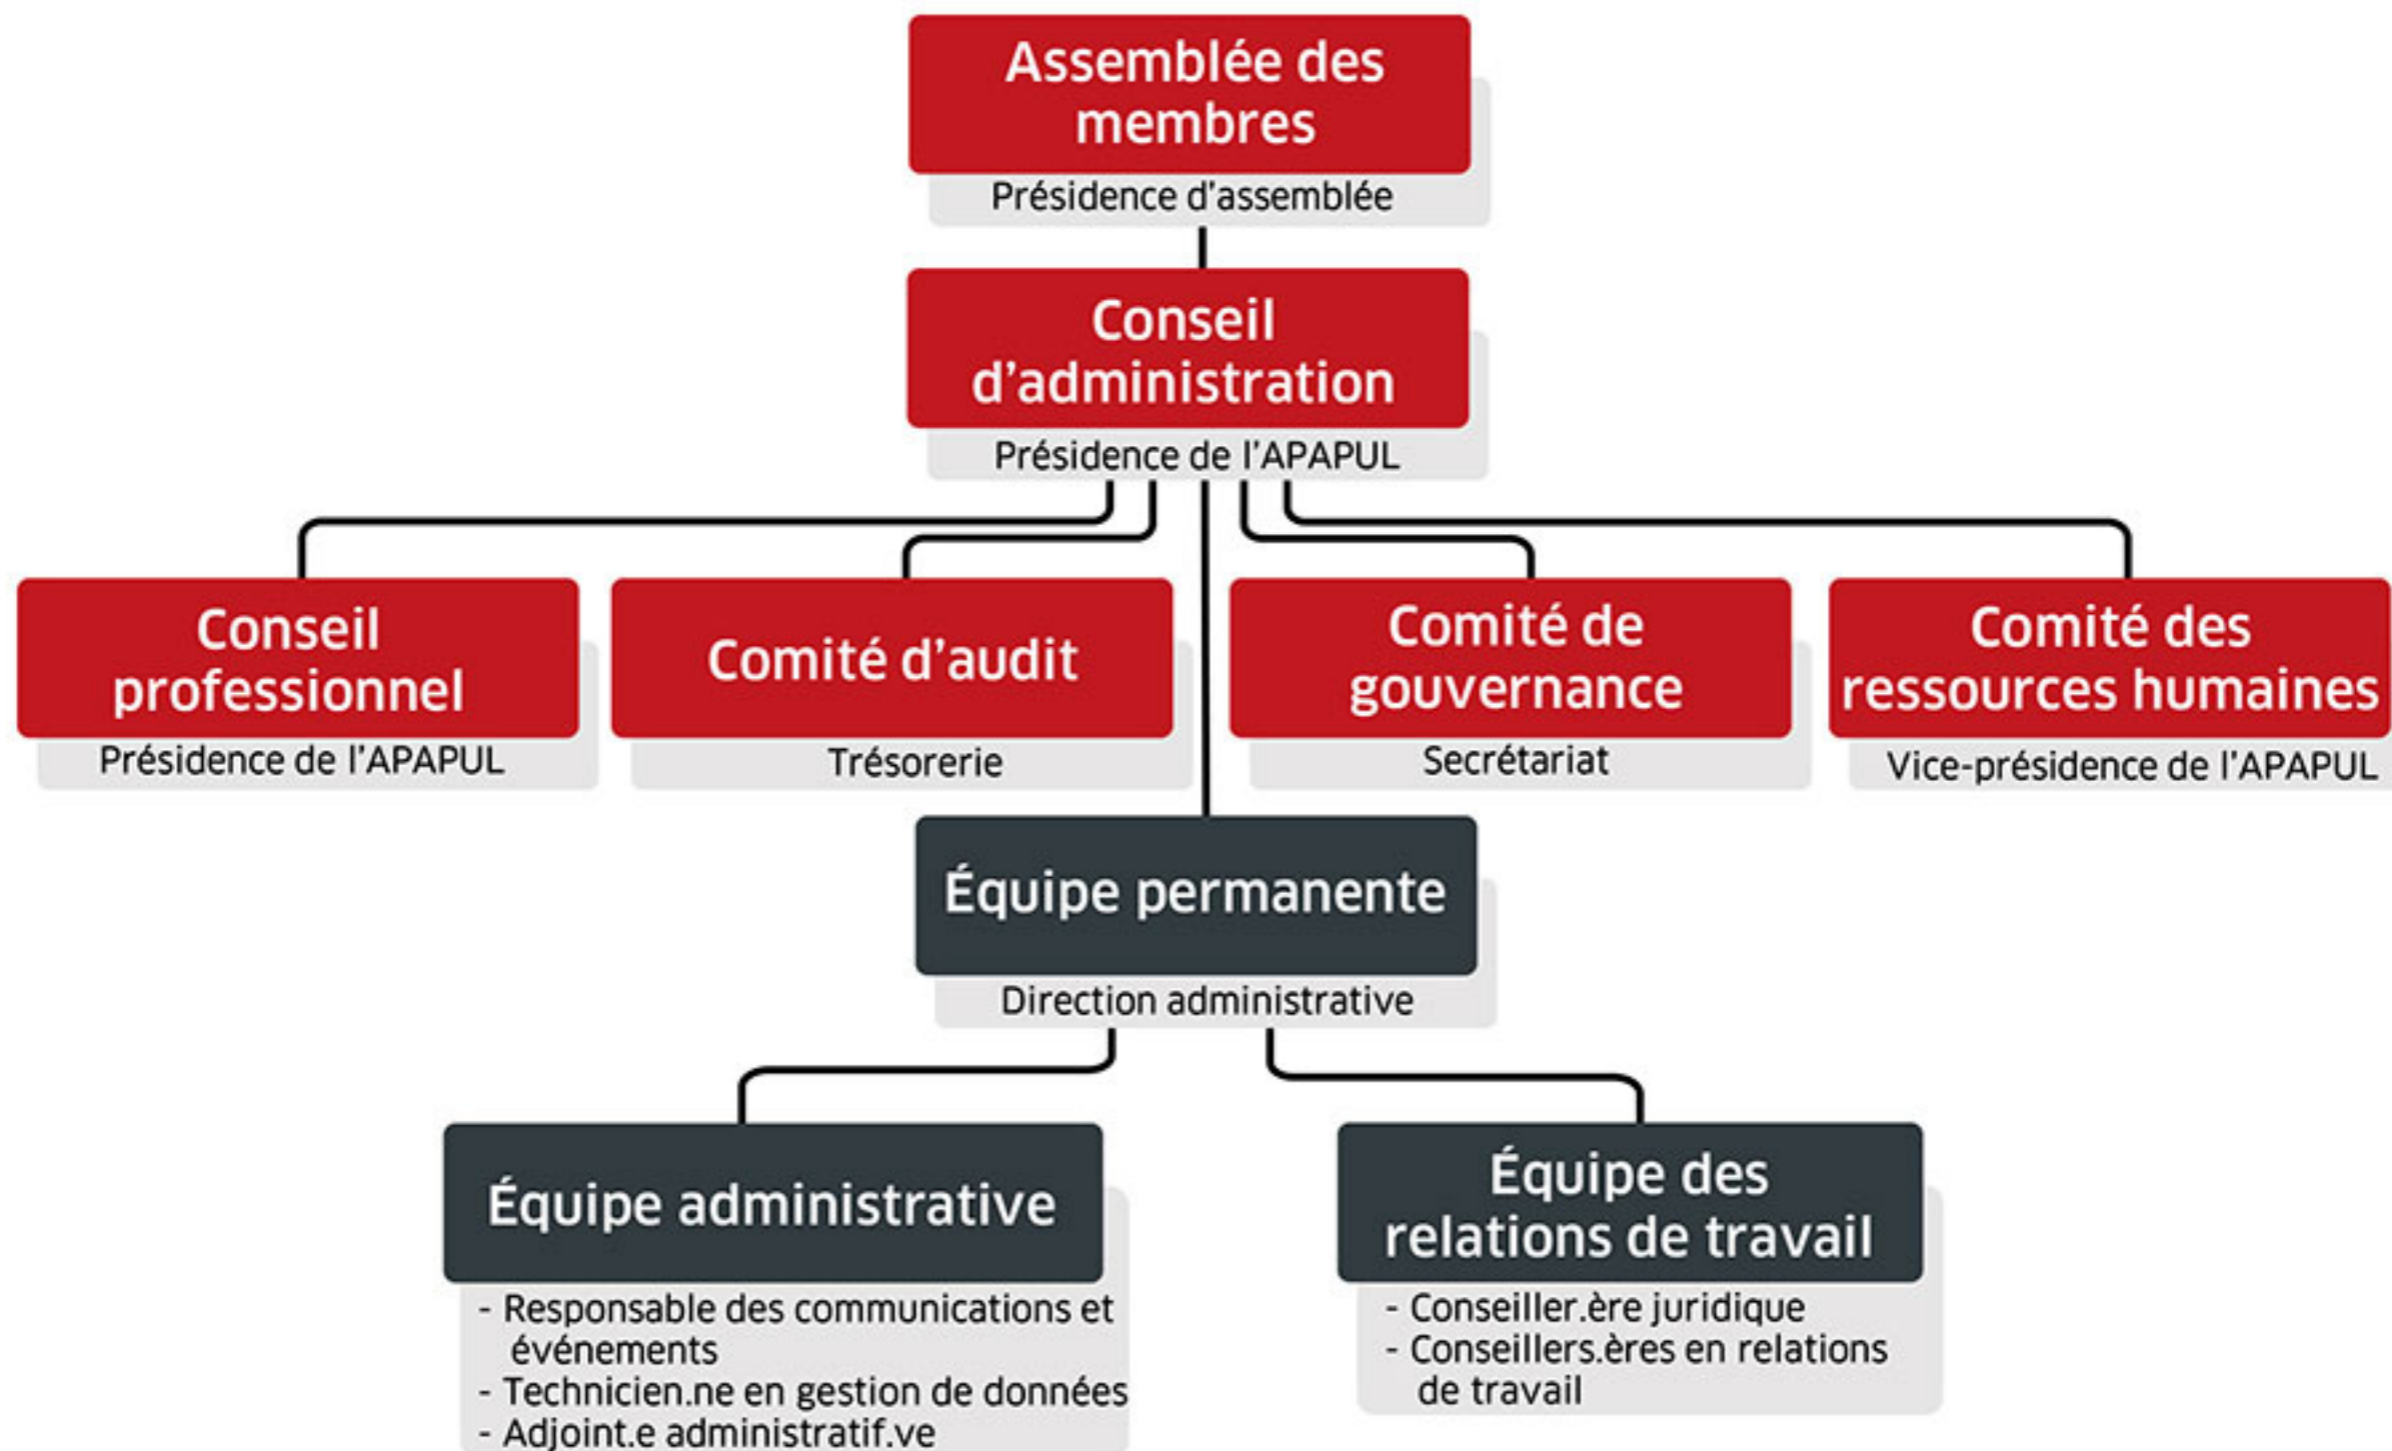 Assemblée des
membres
Présidence d'assemblée
Conseil
d'administration
Présidence de l'APAPUL
Conseil
professionnel
Présidence de l'APAPUL
Comité d'audit
Trésorerie
Comité de
gouvernance
Secrétariat
Comité des
ressources humaines
Vice-présidence de l'APAPUL
Équipe permanente
Direction administrative
Équipe administrative
- Responsable des communications et
événements
- Technicien.ne en gestion de données
- Adjoint.e administratif.ve
Équipe des
relations de travail
- Conseiller.ère juridique
- Conseillers.ères en relations
de travail